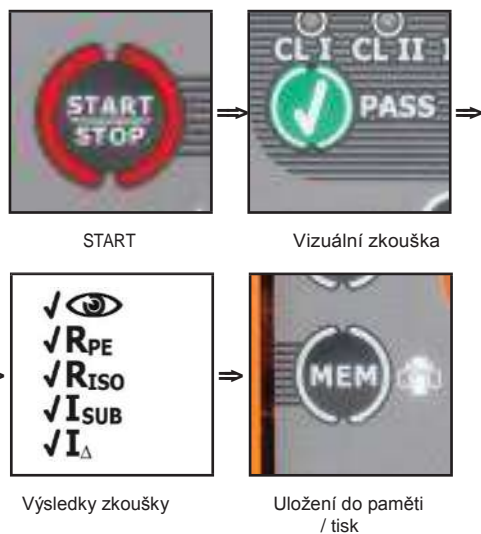 START
STOP
CL I CL II
PASS
⇒
⇒
START
Vizuální zkouška
√
√RPE
√RISO
√ISUB
√I∆
⇒
MEM
Výsledky zkoušky
Uložení do paměti
/ tisk